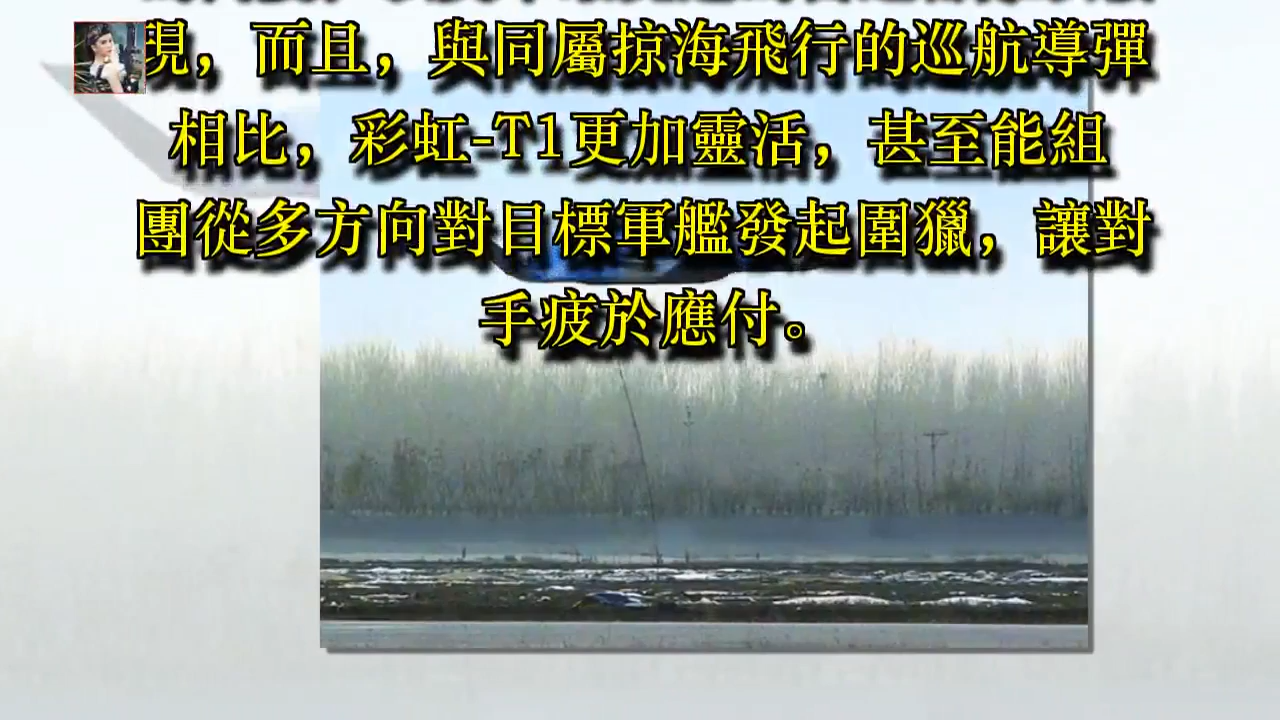 現，而且，與同屬掠海飛行的巡航導彈
相比，彩虹-T1更加靈活，甚至能組
團從多方向對目標軍艦發起圍獵，讓對
手疲於應付。